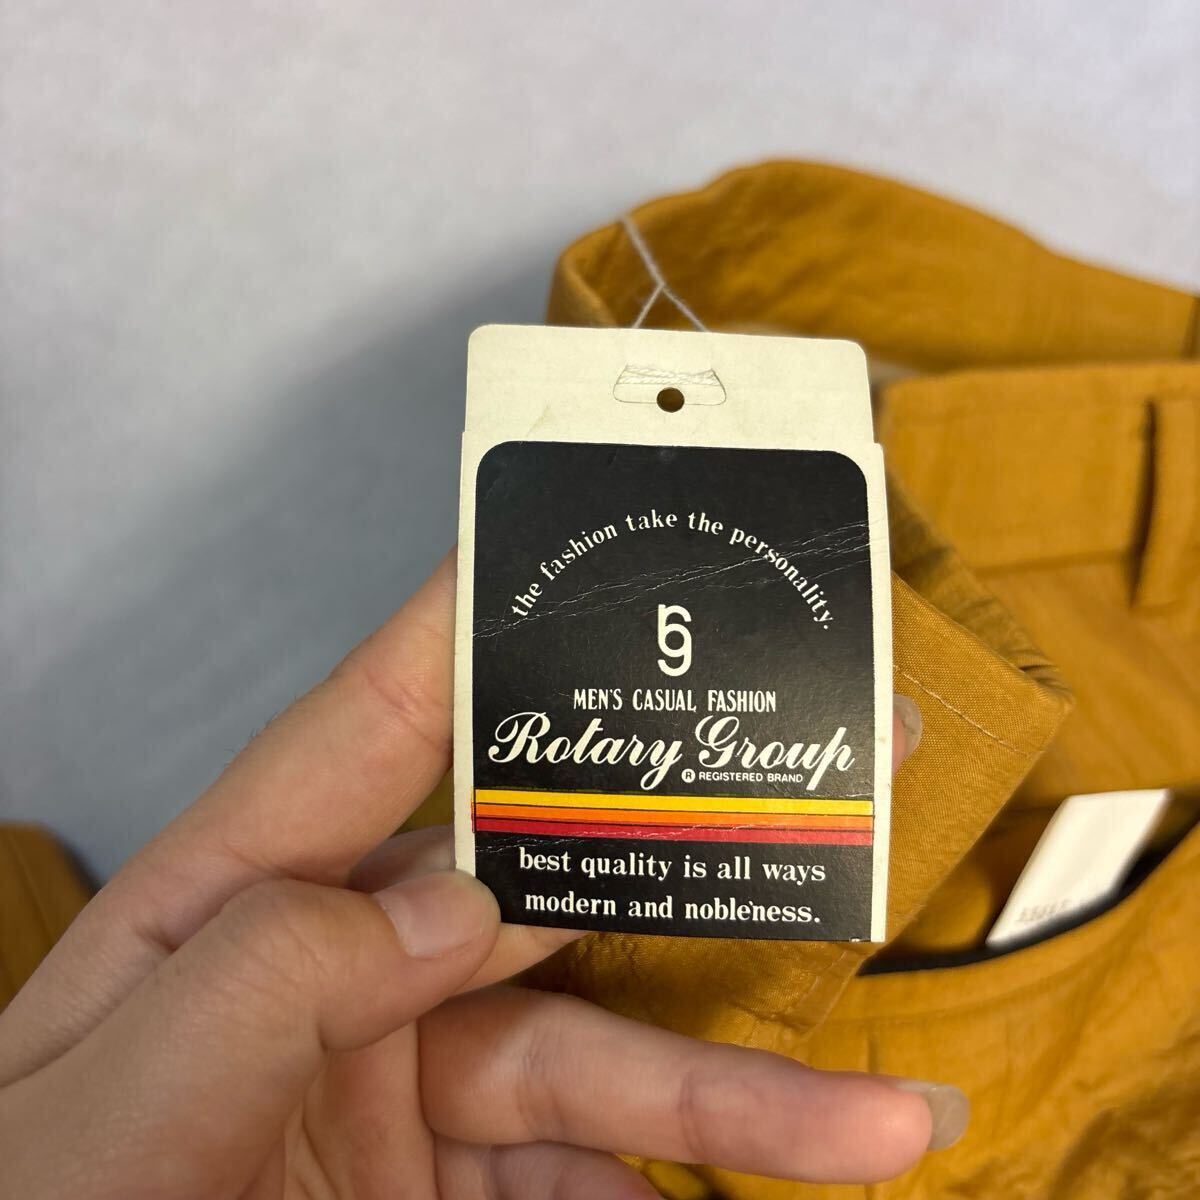 the fashion take the personality.
rg
MEN'S CASUAL FASHION
Rotary Group
® REGISTERED BRAND
best quality is all ways
modern and nobleness.